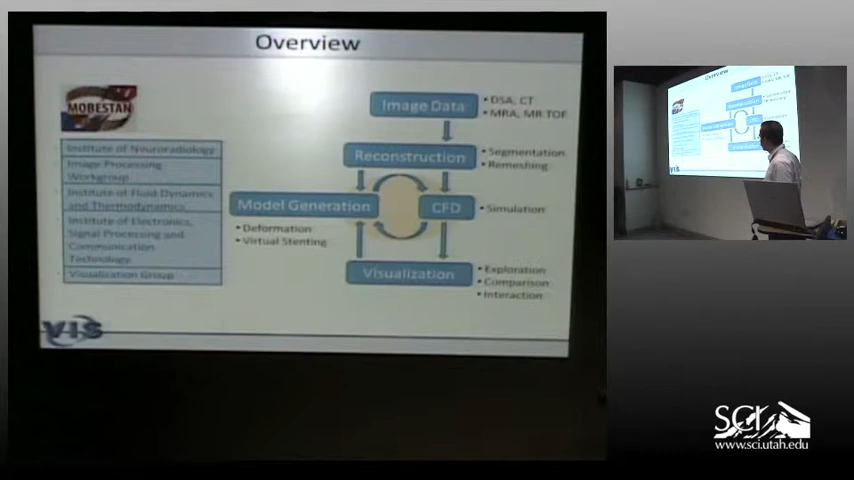 Overview
MOBESTAN
Institute of Neuroradiology
Image Processing
Workgroup
Institute of Fluid Dynamics
and Thermodynamics
Institute of Electronics,
Signal Processing and
Communication
Technology
Visualization Group
Image Data
• DSA, CT
• MRA, MR TOF
Reconstruction
• Segmentation
• Remeshing
Model Generation
CFD
• Simulation
• Deformation
• Virtual Stenting
Visualization
• Exploration
• Comparison
• Interaction
VIS
Overview
SCI
www.sci.utah.edu